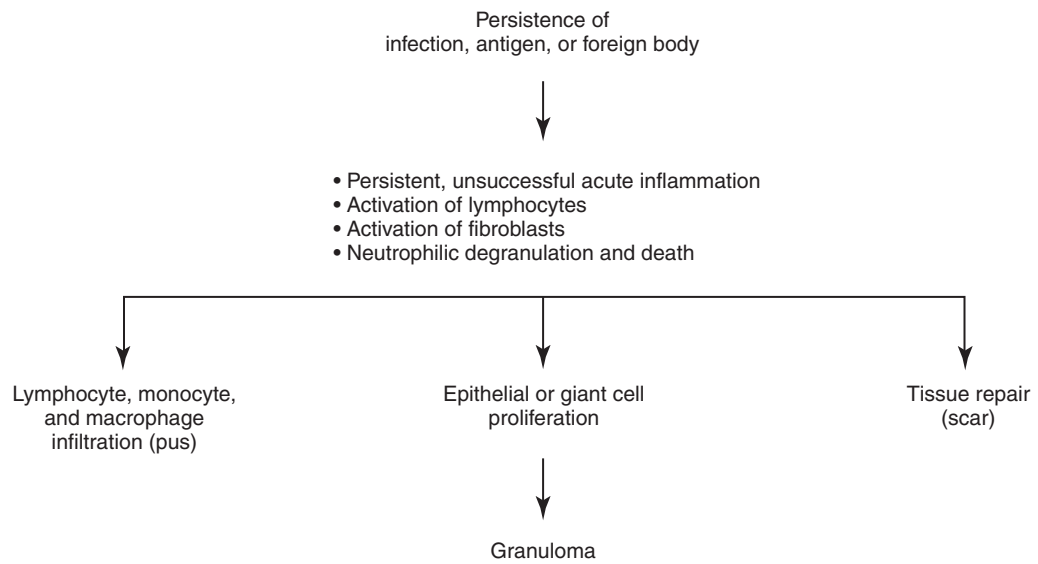 Persistence of
infection, antigen, or foreign body
• Persistent, unsuccessful acute inflammation
• Activation of lymphocytes
• Activation of fibroblasts
• Neutrophilic degranulation and death
Lymphocyte, monocyte,
and macrophage
infiltration (pus)
Epithelial or giant cell
proliferation
Tissue repair
(scar)
Granuloma